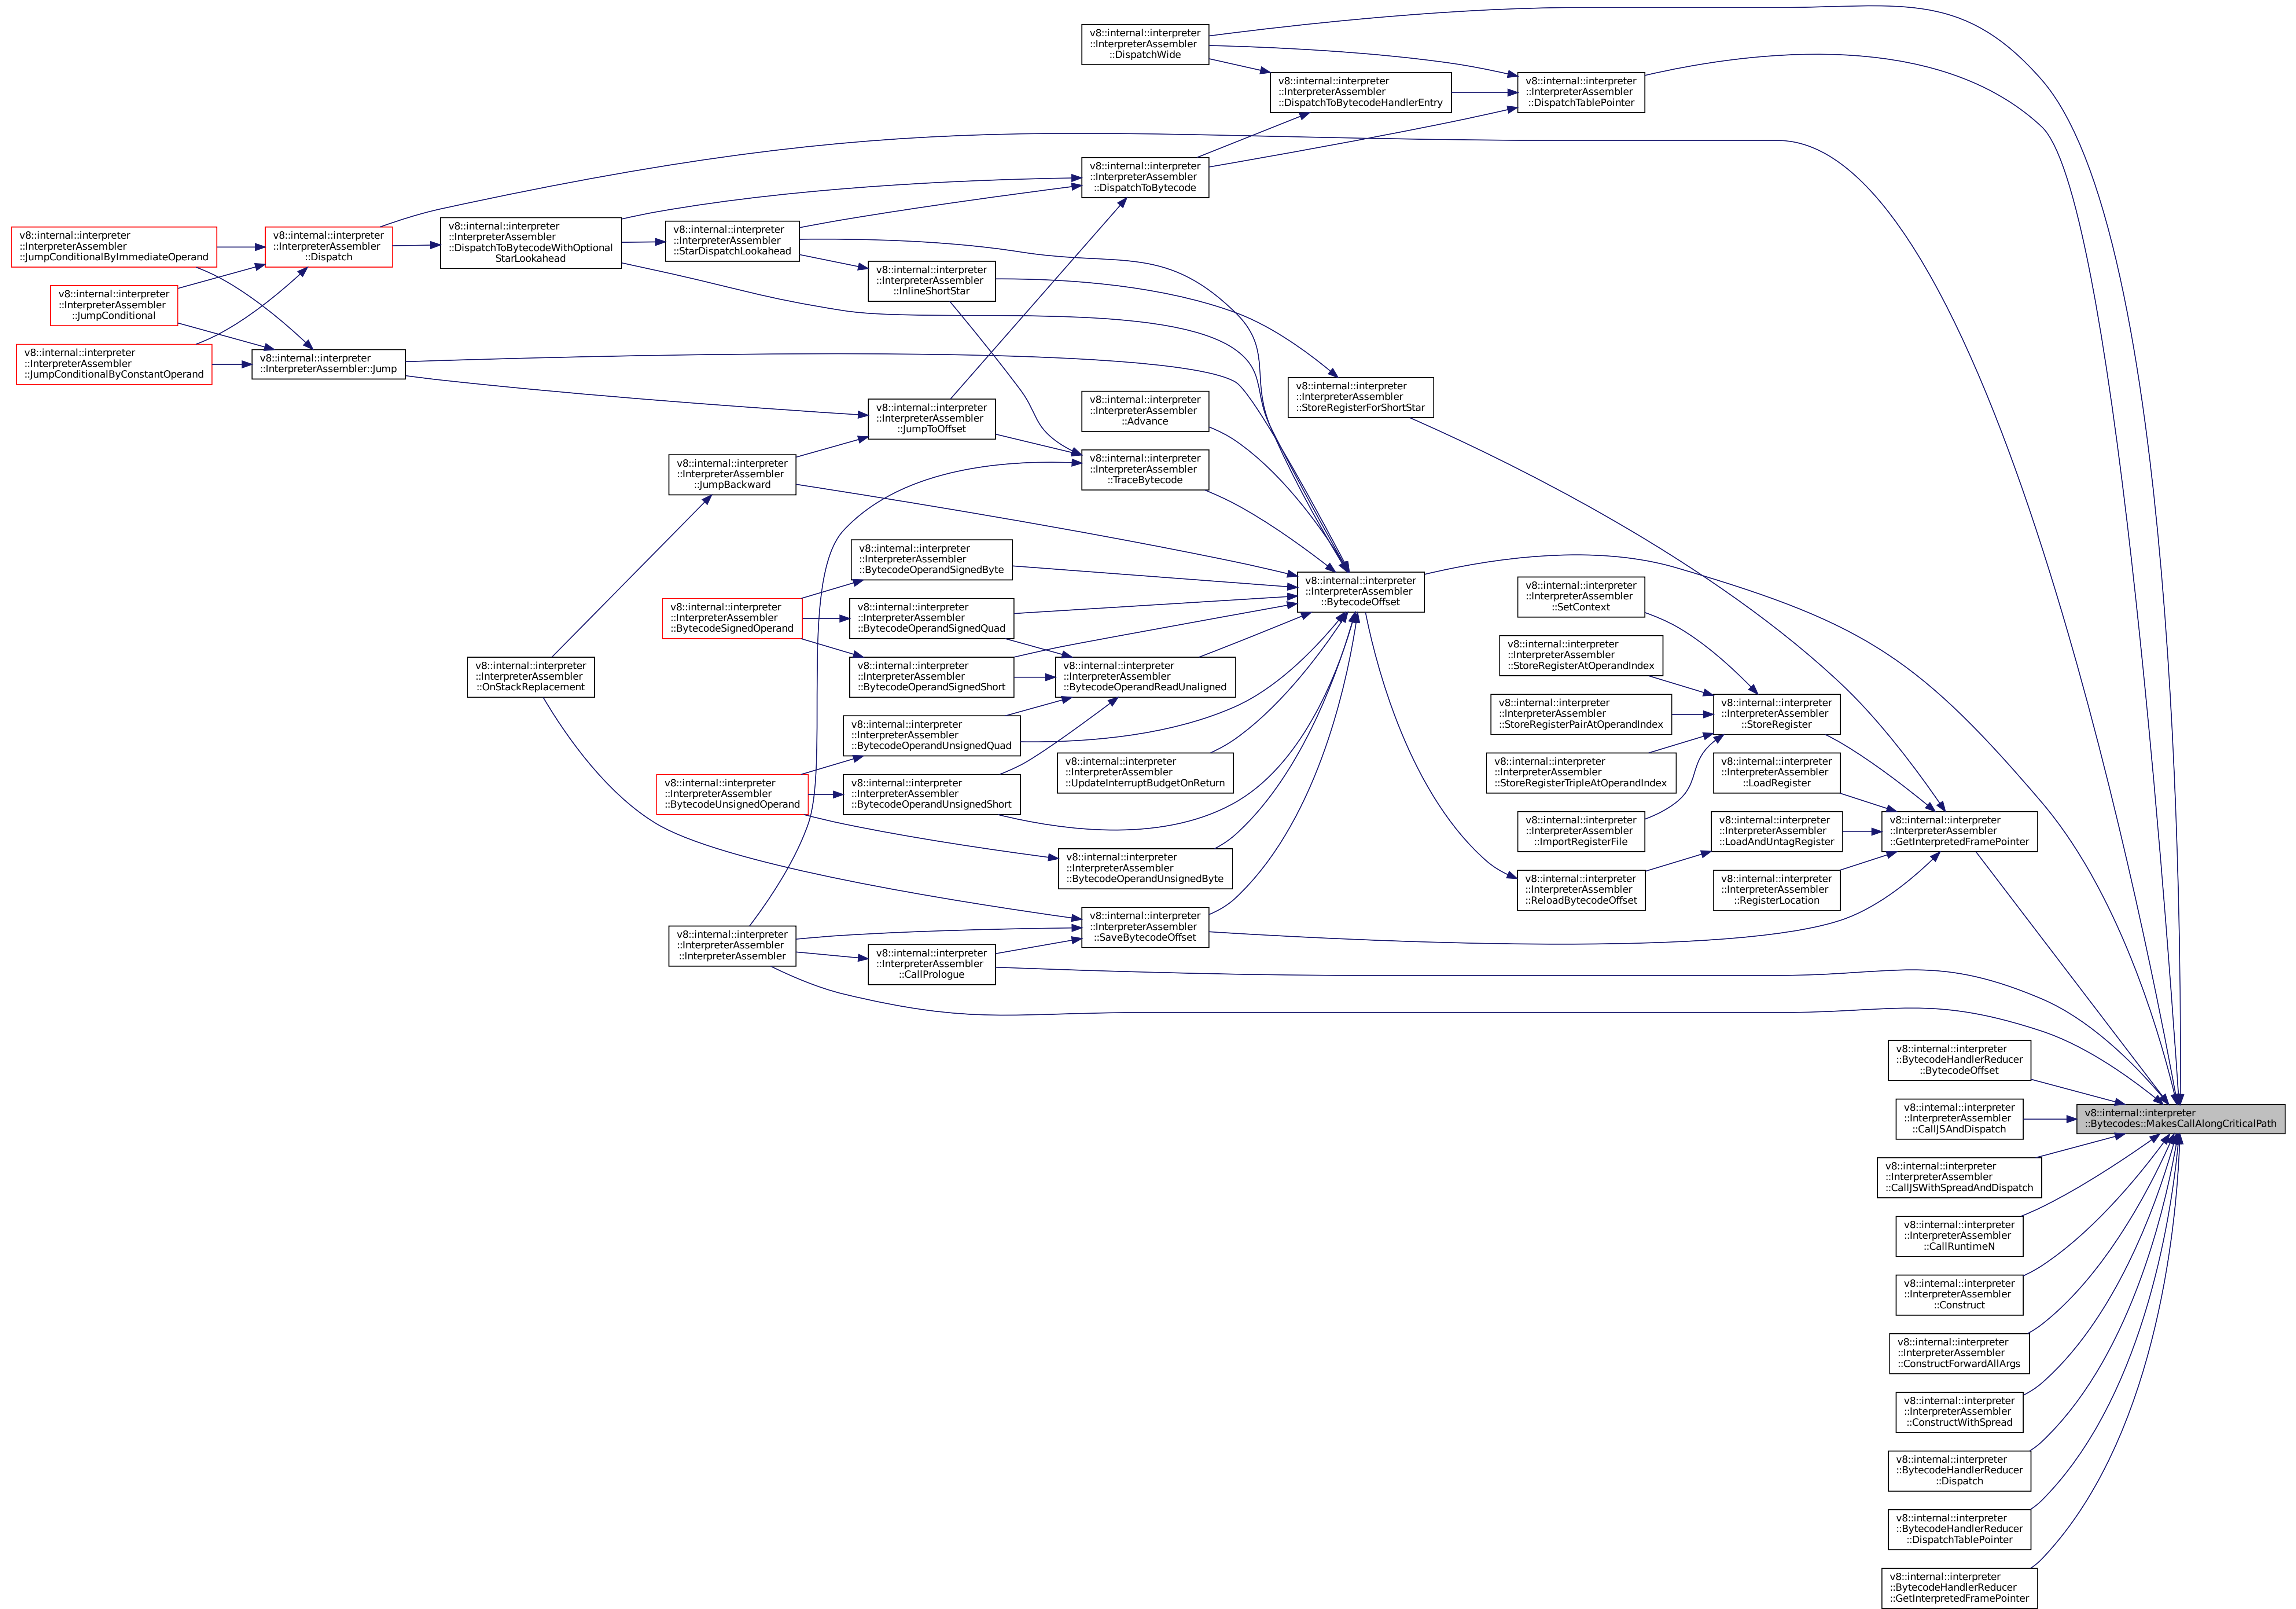 v8::internal::interpreter
::InterpreterAssembler
::DispatchWide
v8::internal::interpreter
::InterpreterAssembler
::DispatchToBytecodeHandlerEntry
v8::internal::interpreter
::InterpreterAssembler
::DispatchTablePointer
v8::internal::interpreter
::InterpreterAssembler
::DispatchToBytecode
v8::internal::interpreter
::InterpreterAssembler
::JumpConditionalByImmediateOperand
v8::internal::interpreter
::InterpreterAssembler
::Dispatch
v8::internal::interpreter
::InterpreterAssembler
::DispatchToBytecodeWithOptional
StarLookahead
v8::internal::interpreter
::InterpreterAssembler
::StarDispatchLookahead
v8::internal::interpreter
::InterpreterAssembler
::InlineShortStar
v8::internal::interpreter
::InterpreterAssembler
::JumpConditional
v8::internal::interpreter
::InterpreterAssembler
::JumpConditionalByConstantOperand
v8::internal::interpreter
::InterpreterAssembler::Jump
v8::internal::interpreter
::InterpreterAssembler
::StoreRegisterForShortStar
v8::internal::interpreter
::InterpreterAssembler
::JumpToOffset
v8::internal::interpreter
::InterpreterAssembler
::Advance
v8::internal::interpreter
::InterpreterAssembler
::JumpBackward
v8::internal::interpreter
::InterpreterAssembler
::TraceBytecode
v8::internal::interpreter
::InterpreterAssembler
::BytecodeOperandSignedByte
v8::internal::interpreter
::InterpreterAssembler
::BytecodeOffset
v8::internal::interpreter
::InterpreterAssembler
::SetContext
v8::internal::interpreter
::InterpreterAssembler
::BytecodeSignedOperand
v8::internal::interpreter
::InterpreterAssembler
::BytecodeOperandSignedQuad
v8::internal::interpreter
::InterpreterAssembler
::StoreRegisterAtOperandIndex
v8::internal::interpreter
::InterpreterAssembler
::OnStackReplacement
v8::internal::interpreter
::InterpreterAssembler
::BytecodeOperandSignedShort
v8::internal::interpreter
::InterpreterAssembler
::BytecodeOperandReadUnaligned
v8::internal::interpreter
::InterpreterAssembler
::StoreRegisterPairAtOperandIndex
v8::internal::interpreter
::InterpreterAssembler
::StoreRegister
v8::internal::interpreter
::InterpreterAssembler
::BytecodeOperandUnsignedQuad
v8::internal::interpreter
::InterpreterAssembler
::UpdateInterruptBudgetOnReturn
v8::internal::interpreter
::InterpreterAssembler
::StoreRegisterTripleAtOperandIndex
v8::internal::interpreter
::InterpreterAssembler
::LoadRegister
v8::internal::interpreter
::InterpreterAssembler
::BytecodeUnsignedOperand
v8::internal::interpreter
::InterpreterAssembler
::BytecodeOperandUnsignedShort
v8::internal::interpreter
::InterpreterAssembler
::ImportRegisterFile
v8::internal::interpreter
::InterpreterAssembler
::LoadAndUntagRegister
v8::internal::interpreter
::InterpreterAssembler
::GetInterpretedFramePointer
v8::internal::interpreter
::InterpreterAssembler
::BytecodeOperandUnsignedByte
v8::internal::interpreter
::InterpreterAssembler
::ReloadBytecodeOffset
v8::internal::interpreter
::InterpreterAssembler
::RegisterLocation
v8::internal::interpreter
::InterpreterAssembler
::SaveBytecodeOffset
v8::internal::interpreter
::InterpreterAssembler
::InterpreterAssembler
v8::internal::interpreter
::InterpreterAssembler
::CallPrologue
v8::internal::interpreter
::BytecodeHandlerReducer
::BytecodeOffset
v8::internal::interpreter
::InterpreterAssembler
::CallJSAndDispatch
v8::internal::interpreter
::Bytecodes::MakesCallAlongCriticalPath
v8::internal::interpreter
::InterpreterAssembler
::CallJSWithSpreadAndDispatch
v8::internal::interpreter
::InterpreterAssembler
::CallRuntimeN
v8::internal::interpreter
::InterpreterAssembler
::Construct
v8::internal::interpreter
::InterpreterAssembler
::ConstructForwardAllArgs
v8::internal::interpreter
::InterpreterAssembler
::ConstructWithSpread
v8::internal::interpreter
::BytecodeHandlerReducer
::Dispatch
v8::internal::interpreter
::BytecodeHandlerReducer
::DispatchTablePointer
v8::internal::interpreter
::BytecodeHandlerReducer
::GetInterpretedFramePointer